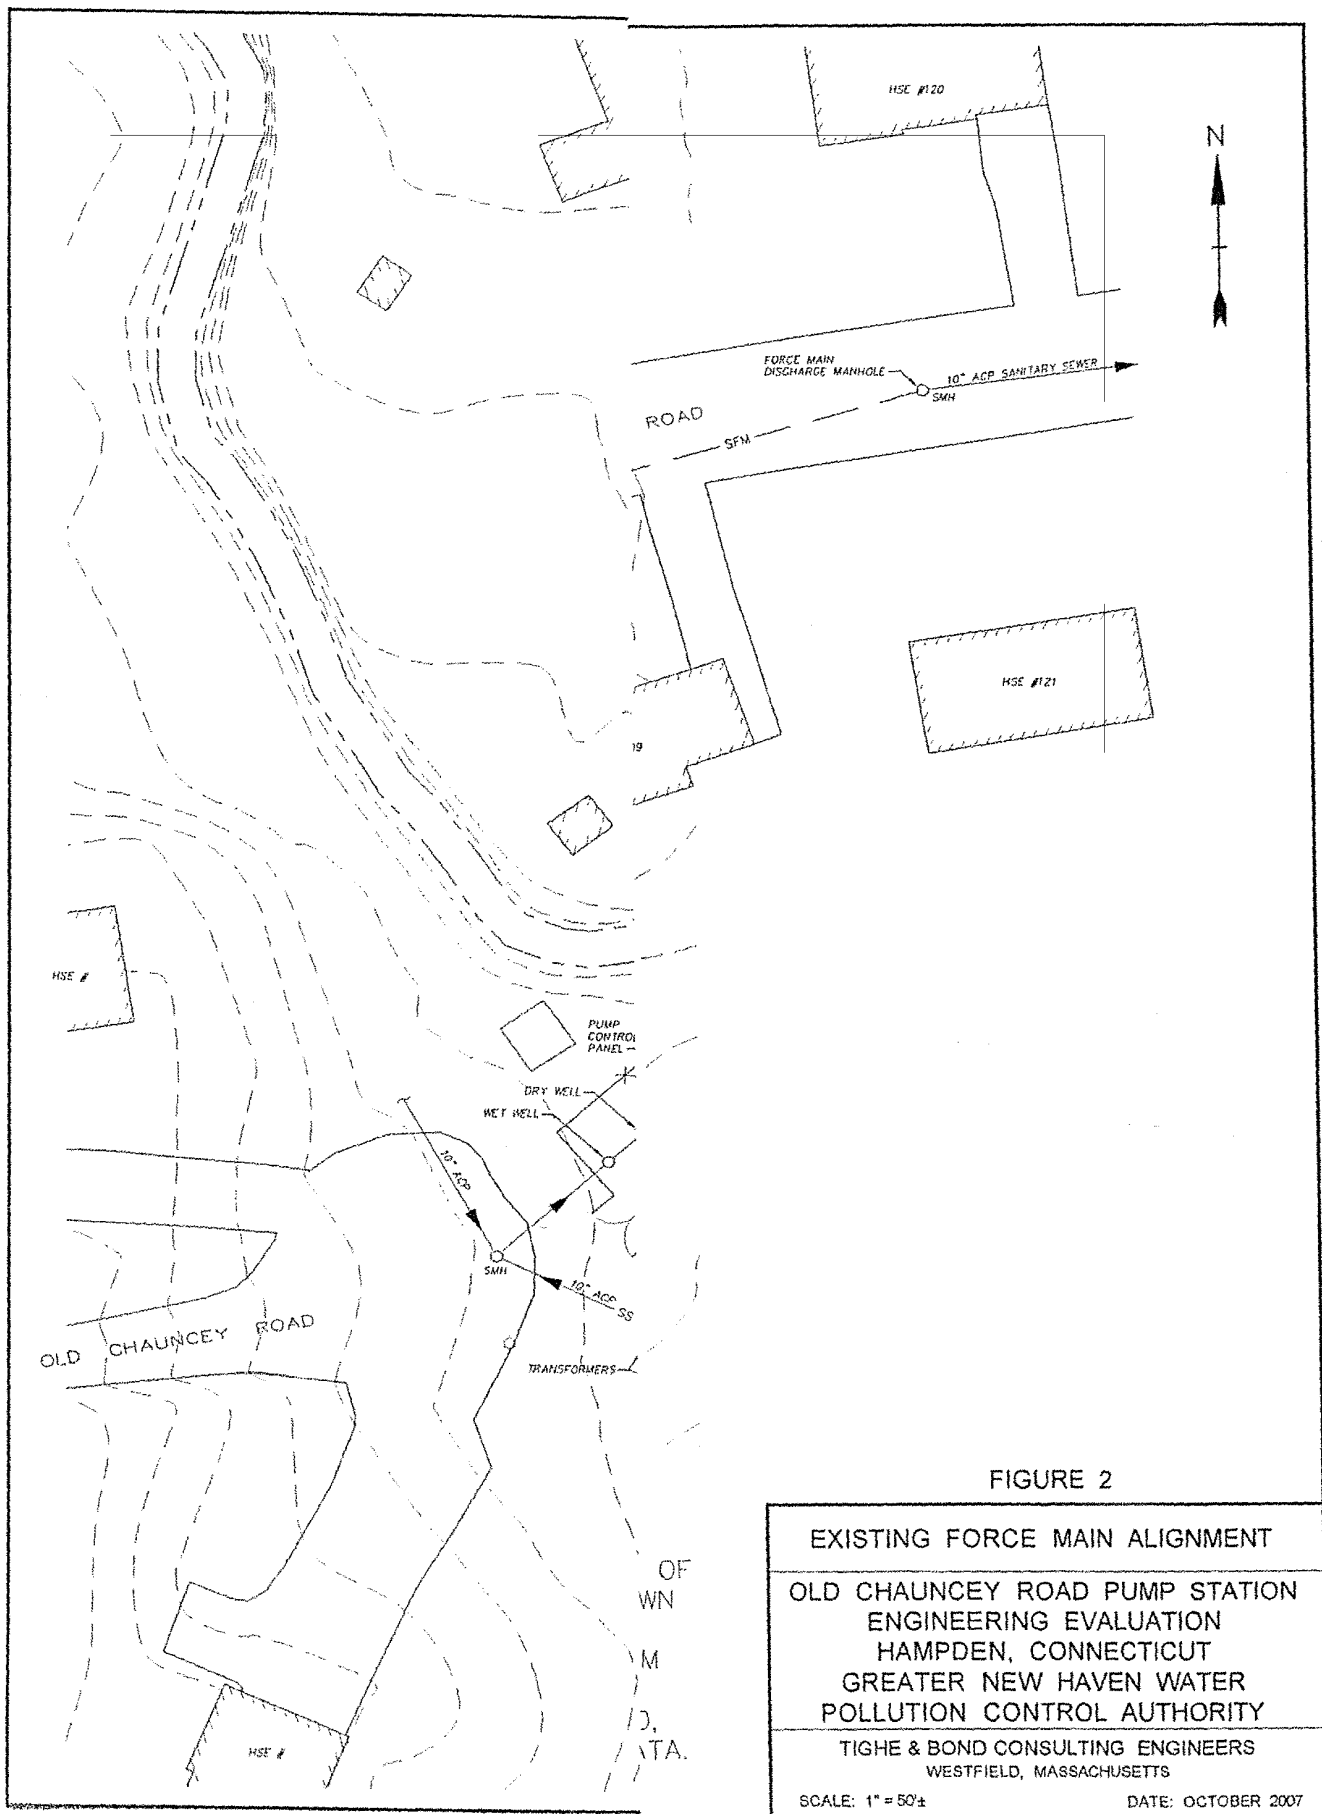 HSE #120
N
FORCE MAIN
DISCHARGE MANHOLE
10" ACP SANITARY SEWER
SMH
ROAD
SFM
HSE #121
19
HSE #
PUMP
CONTROL
PANEL
DRY WELL
WET WELL
10" ACP
SMH
10" ACP SS
OLD CHAUNCEY ROAD
TRANSFORMERS
FIGURE 2
EXISTING FORCE MAIN ALIGNMENT
OLD CHAUNCEY ROAD PUMP STATION
ENGINEERING EVALUATION
HAMPDEN, CONNECTICUT
GREATER NEW HAVEN WATER
POLLUTION CONTROL AUTHORITY
OF
WN
M
TA.
HSE #
TIGHE & BOND CONSULTING ENGINEERS
WESTFIELD, MASSACHUSETTS
SCALE: 1" = 50'± DATE: OCTOBER 2007